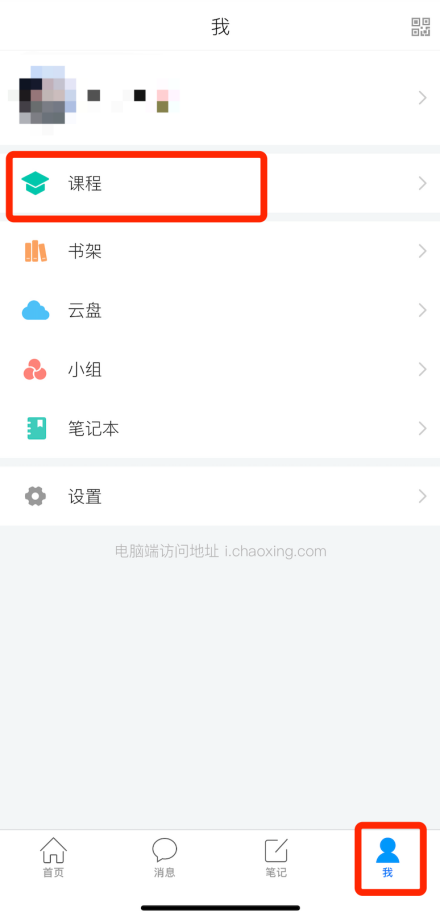 我
课程
书架
云盘
小组
笔记本
设置
电脑端访问地址 i.chaoxing.com
首页
消息
笔记
我